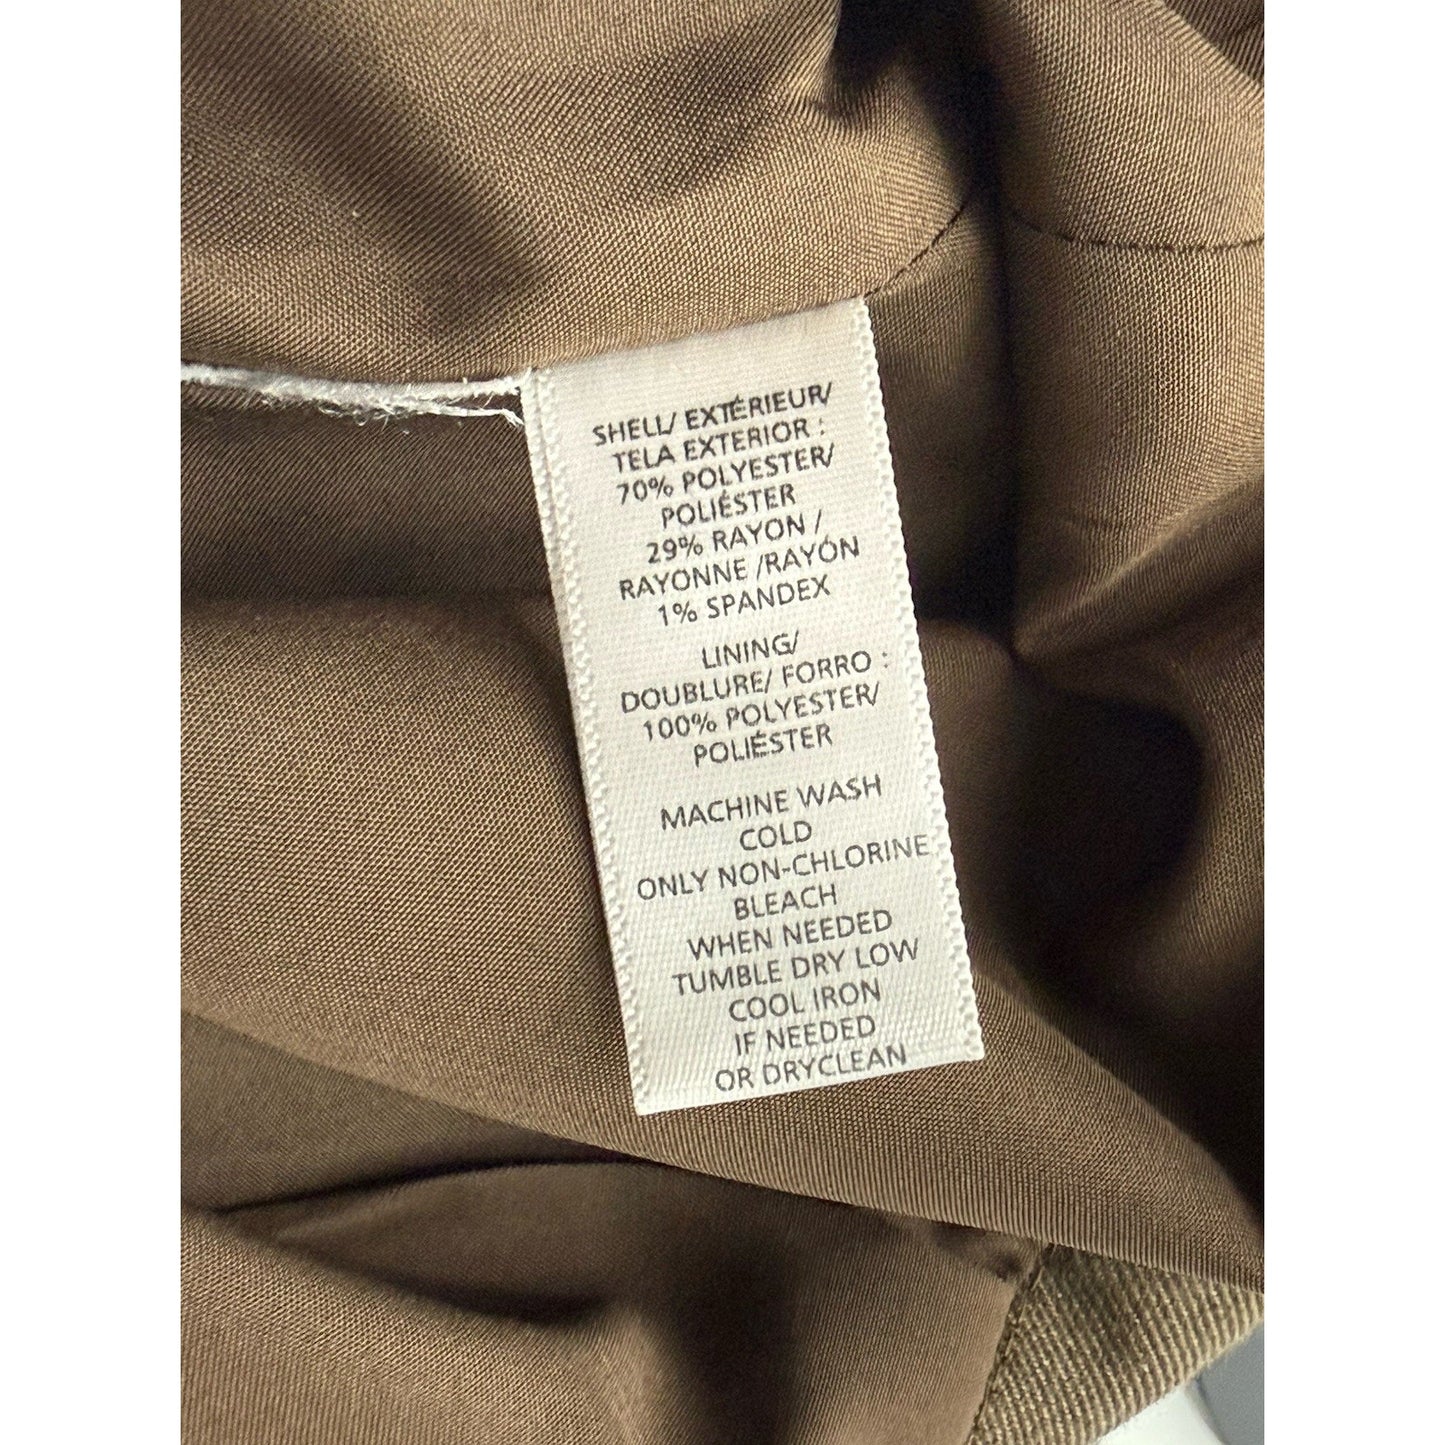 SHELL/ EXTÉRIEUR/
TELA EXTERIOR :
70% POLYESTER/
POLIÉSTER
29% RAYON /
RAYONNE /RAYÓN
1% SPANDEX
LINING/
DOUBLURE/ FORRO :
100% POLYESTER/
POLIÉSTER
MACHINE WASH
COLD
ONLY NON-CHLORINE
BLEACH
WHEN NEEDED
TUMBLE DRY LOW
COOL IRON
IF NEEDED
OR DRYCLEAN